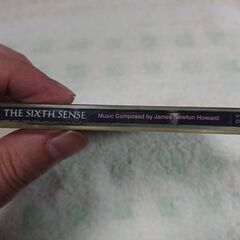 THE SIXTH SENSE Music Composed by James Newton Howard